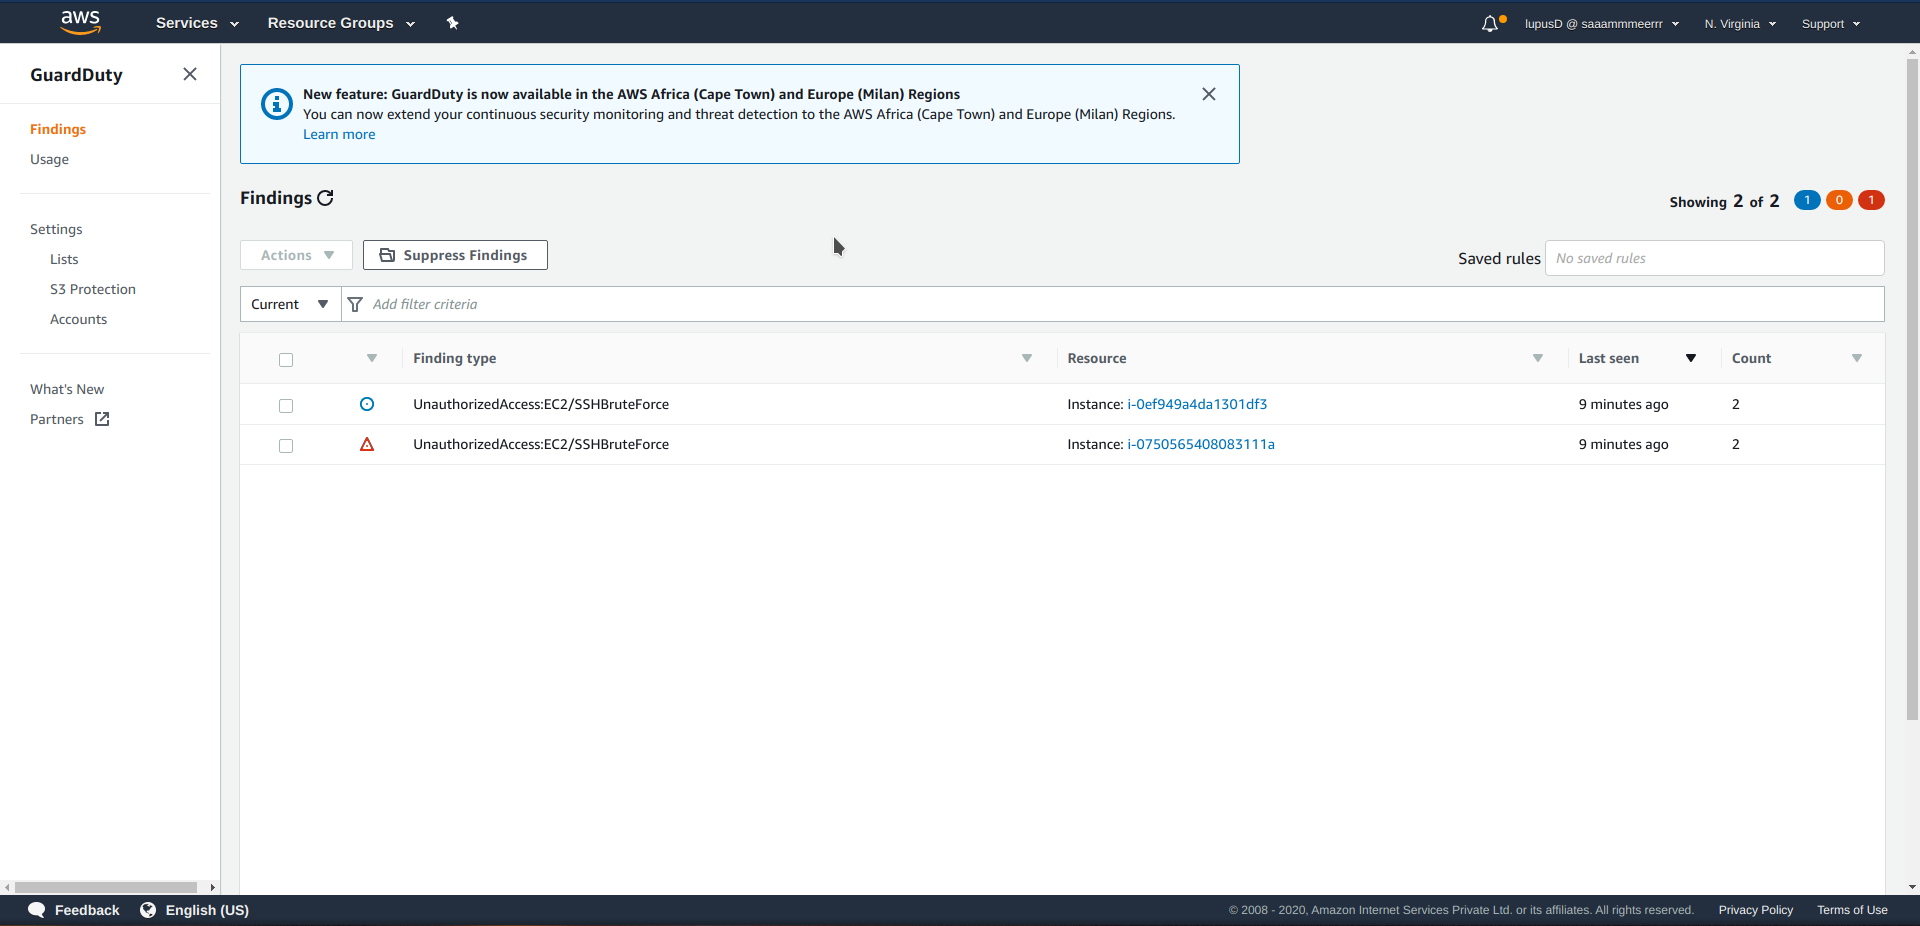 aws Services Resource Groups lupusD @ saaammmeerrr N. Virginia Support
GuardDuty
Findings
Usage
Settings
Lists
S3 Protection
Accounts
What's New
Partners
New feature: GuardDuty is now available in the AWS Africa (Cape Town) and Europe (Milan) Regions
You can now extend your continuous security monitoring and threat detection to the AWS Africa (Cape Town) and Europe (Milan) Regions.
Learn more
Findings
Showing 2 of 2 1 0 1
Actions Suppress Findings Saved rules No saved rules
Current Add filter criteria
Finding type Resource Last seen Count
UnauthorizedAccess:EC2/SSHBruteForce Instance: i-0ef949a4da1301df3 9 minutes ago 2
UnauthorizedAccess:EC2/SSHBruteForce Instance: i-0750565408083111a 9 minutes ago 2
Feedback English (US) © 2008 - 2020, Amazon Internet Services Private Ltd. or its affiliates. All rights reserved. Privacy Policy Terms of Use